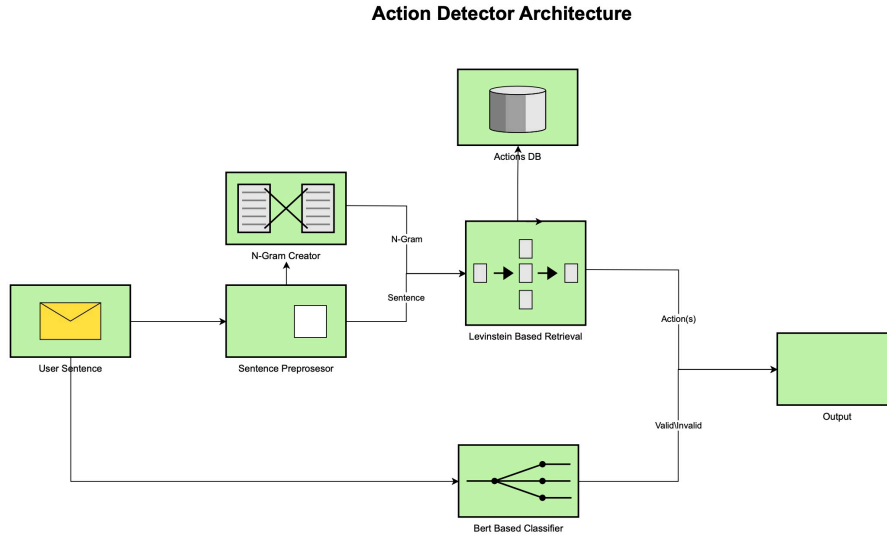 Action Detector Architecture
Actions DB
N-Gram Creator
N-Gram
Sentence
Levinstein Based Retrieval
User Sentence
Sentence Preprosesor
Action(s)
Output
Valid\Invalid
Bert Based Classifier